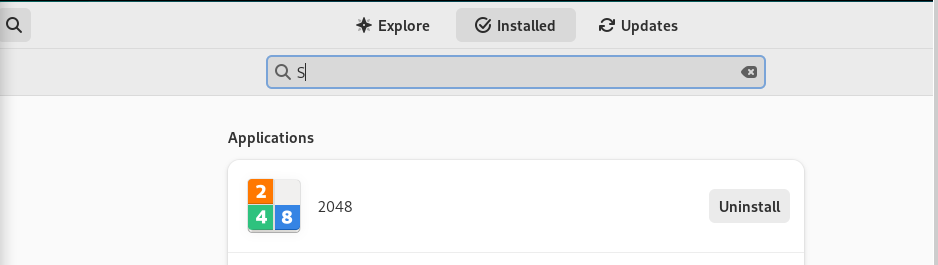 Explore Installed Updates
S
Applications
2
4 8
2048 Uninstall